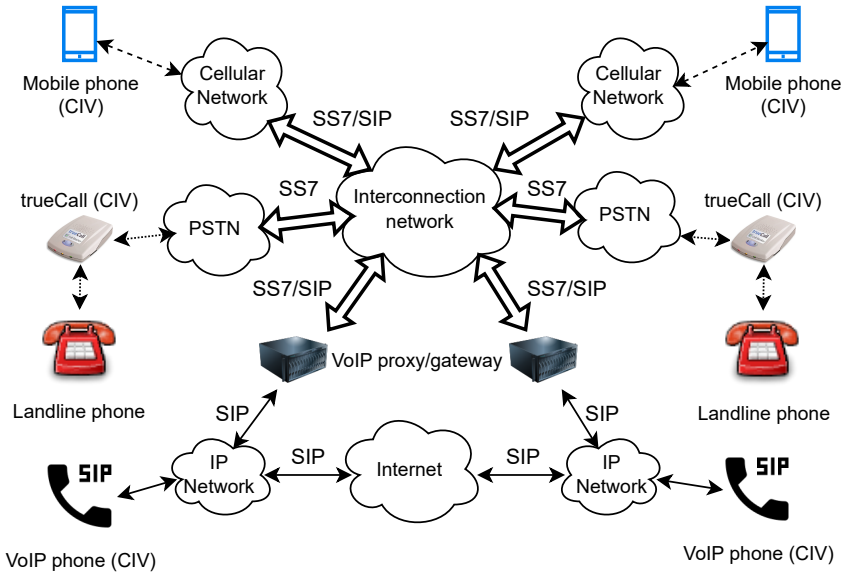 Mobile phone
(CIV)
Cellular
Network
SS7/SIP
SS7/SIP
Cellular
Network
Mobile phone
(CIV)
trueCall (CIV)
PSTN
SS7
Interconnection
network
SS7
PSTN
trueCall (CIV)
SS7/SIP
SS7/SIP
VoIP proxy/gateway
Landline phone
Landline phone
SIP
SIP
SIP
IP
Network
SIP
Internet
SIP
IP
Network
SIP
VoIP phone (CIV)
VoIP phone (CIV)